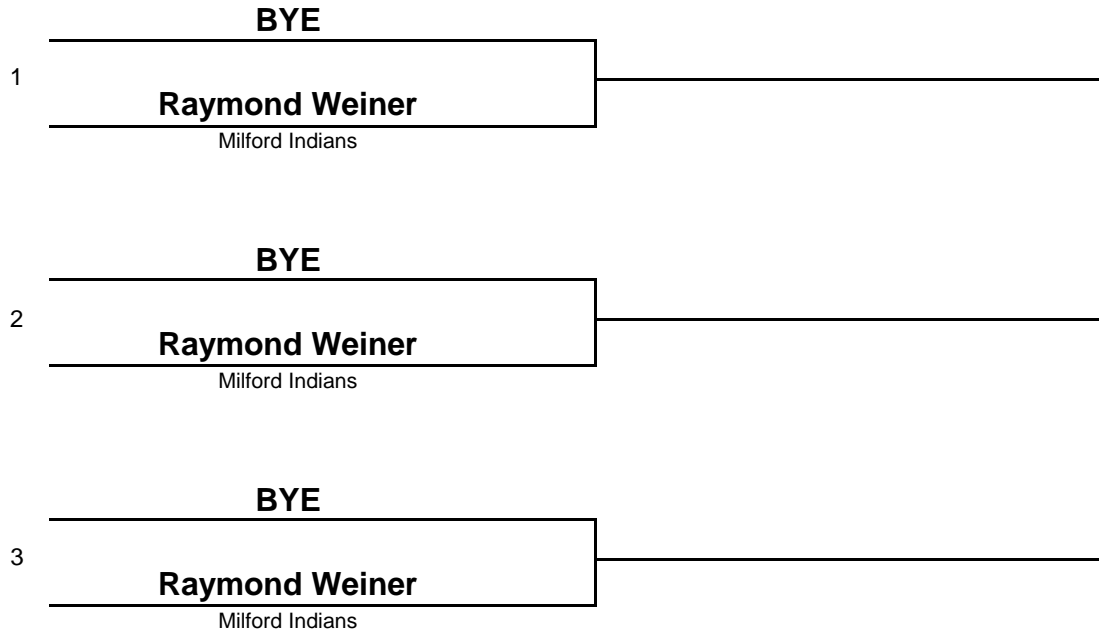 BYE
1
Raymond Weiner
Milford Indians
BYE
2
Raymond Weiner
Milford Indians
BYE
3
Raymond Weiner
Milford Indians